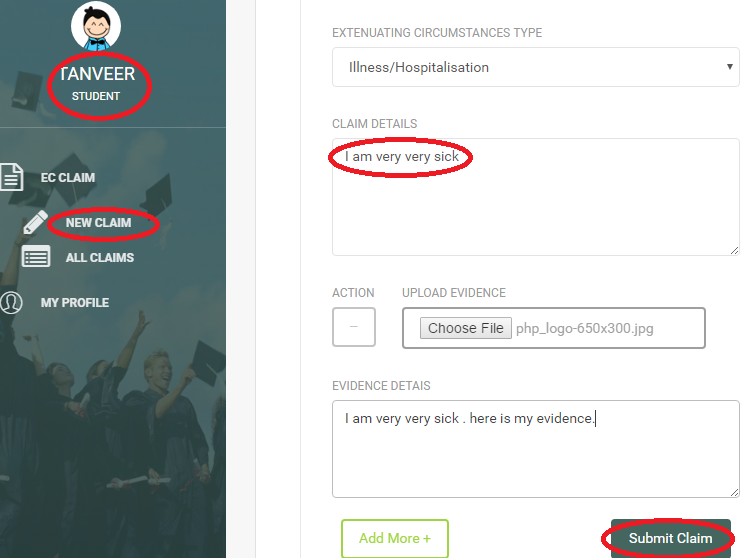 TANVEER
STUDENT
EC CLAIM
NEW CLAIM
ALL CLAIMS
MY PROFILE
EXTENUATING CIRCUMSTANCES TYPE
Illness/Hospitalisation
CLAIM DETAILS
I am very very sick
ACTION UPLOAD EVIDENCE
− Choose File php_logo-650x300.jpg
EVIDENCE DETAIS
I am very very sick . here is my evidence.
Add More + Submit Claim